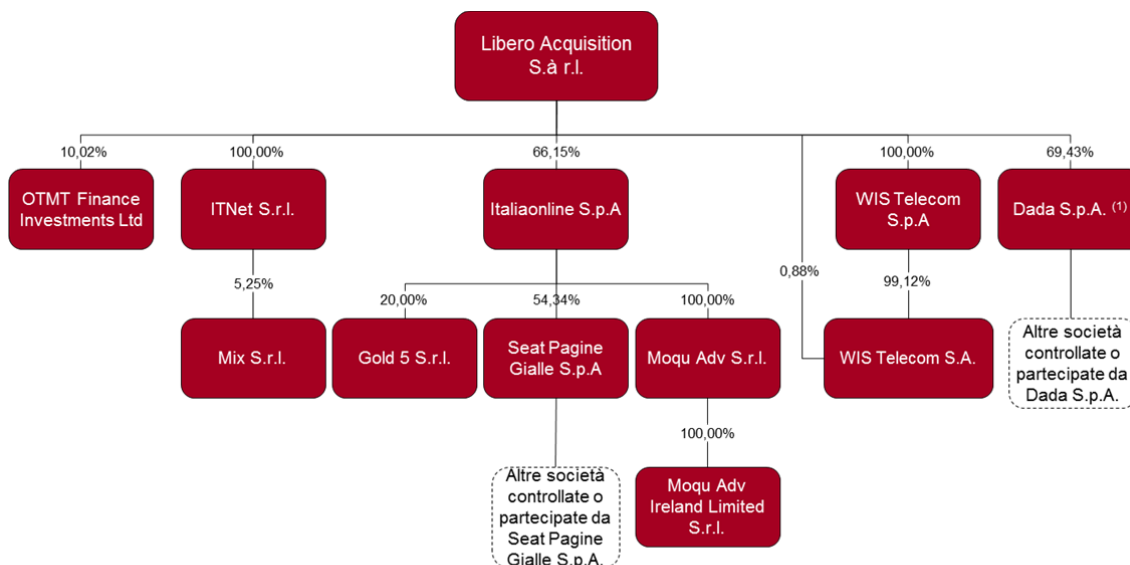 Libero Acquisition
S.à r.l.
10,02%
100,00%
66,15%
100,00%
69,43%
OTMT Finance
Investments Ltd
ITNet S.r.l.
Italiaonline S.p.A
WIS Telecom
S.p.A
Dada S.p.A. (1)
5,25%
0,88%
99,12%
20,00%
54,34%
100,00%
Mix S.r.l.
Gold 5 S.r.l.
Seat Pagine
Gialle S.p.A
Moqu Adv S.r.l.
WIS Telecom S.A.
Altre società
controllate o
partecipate da
Dada S.p.A.
100,00%
Altre società
controllate o
partecipate da
Seat Pagine
Gialle S.p.A.
Moqu Adv
Ireland Limited
S.r.l.